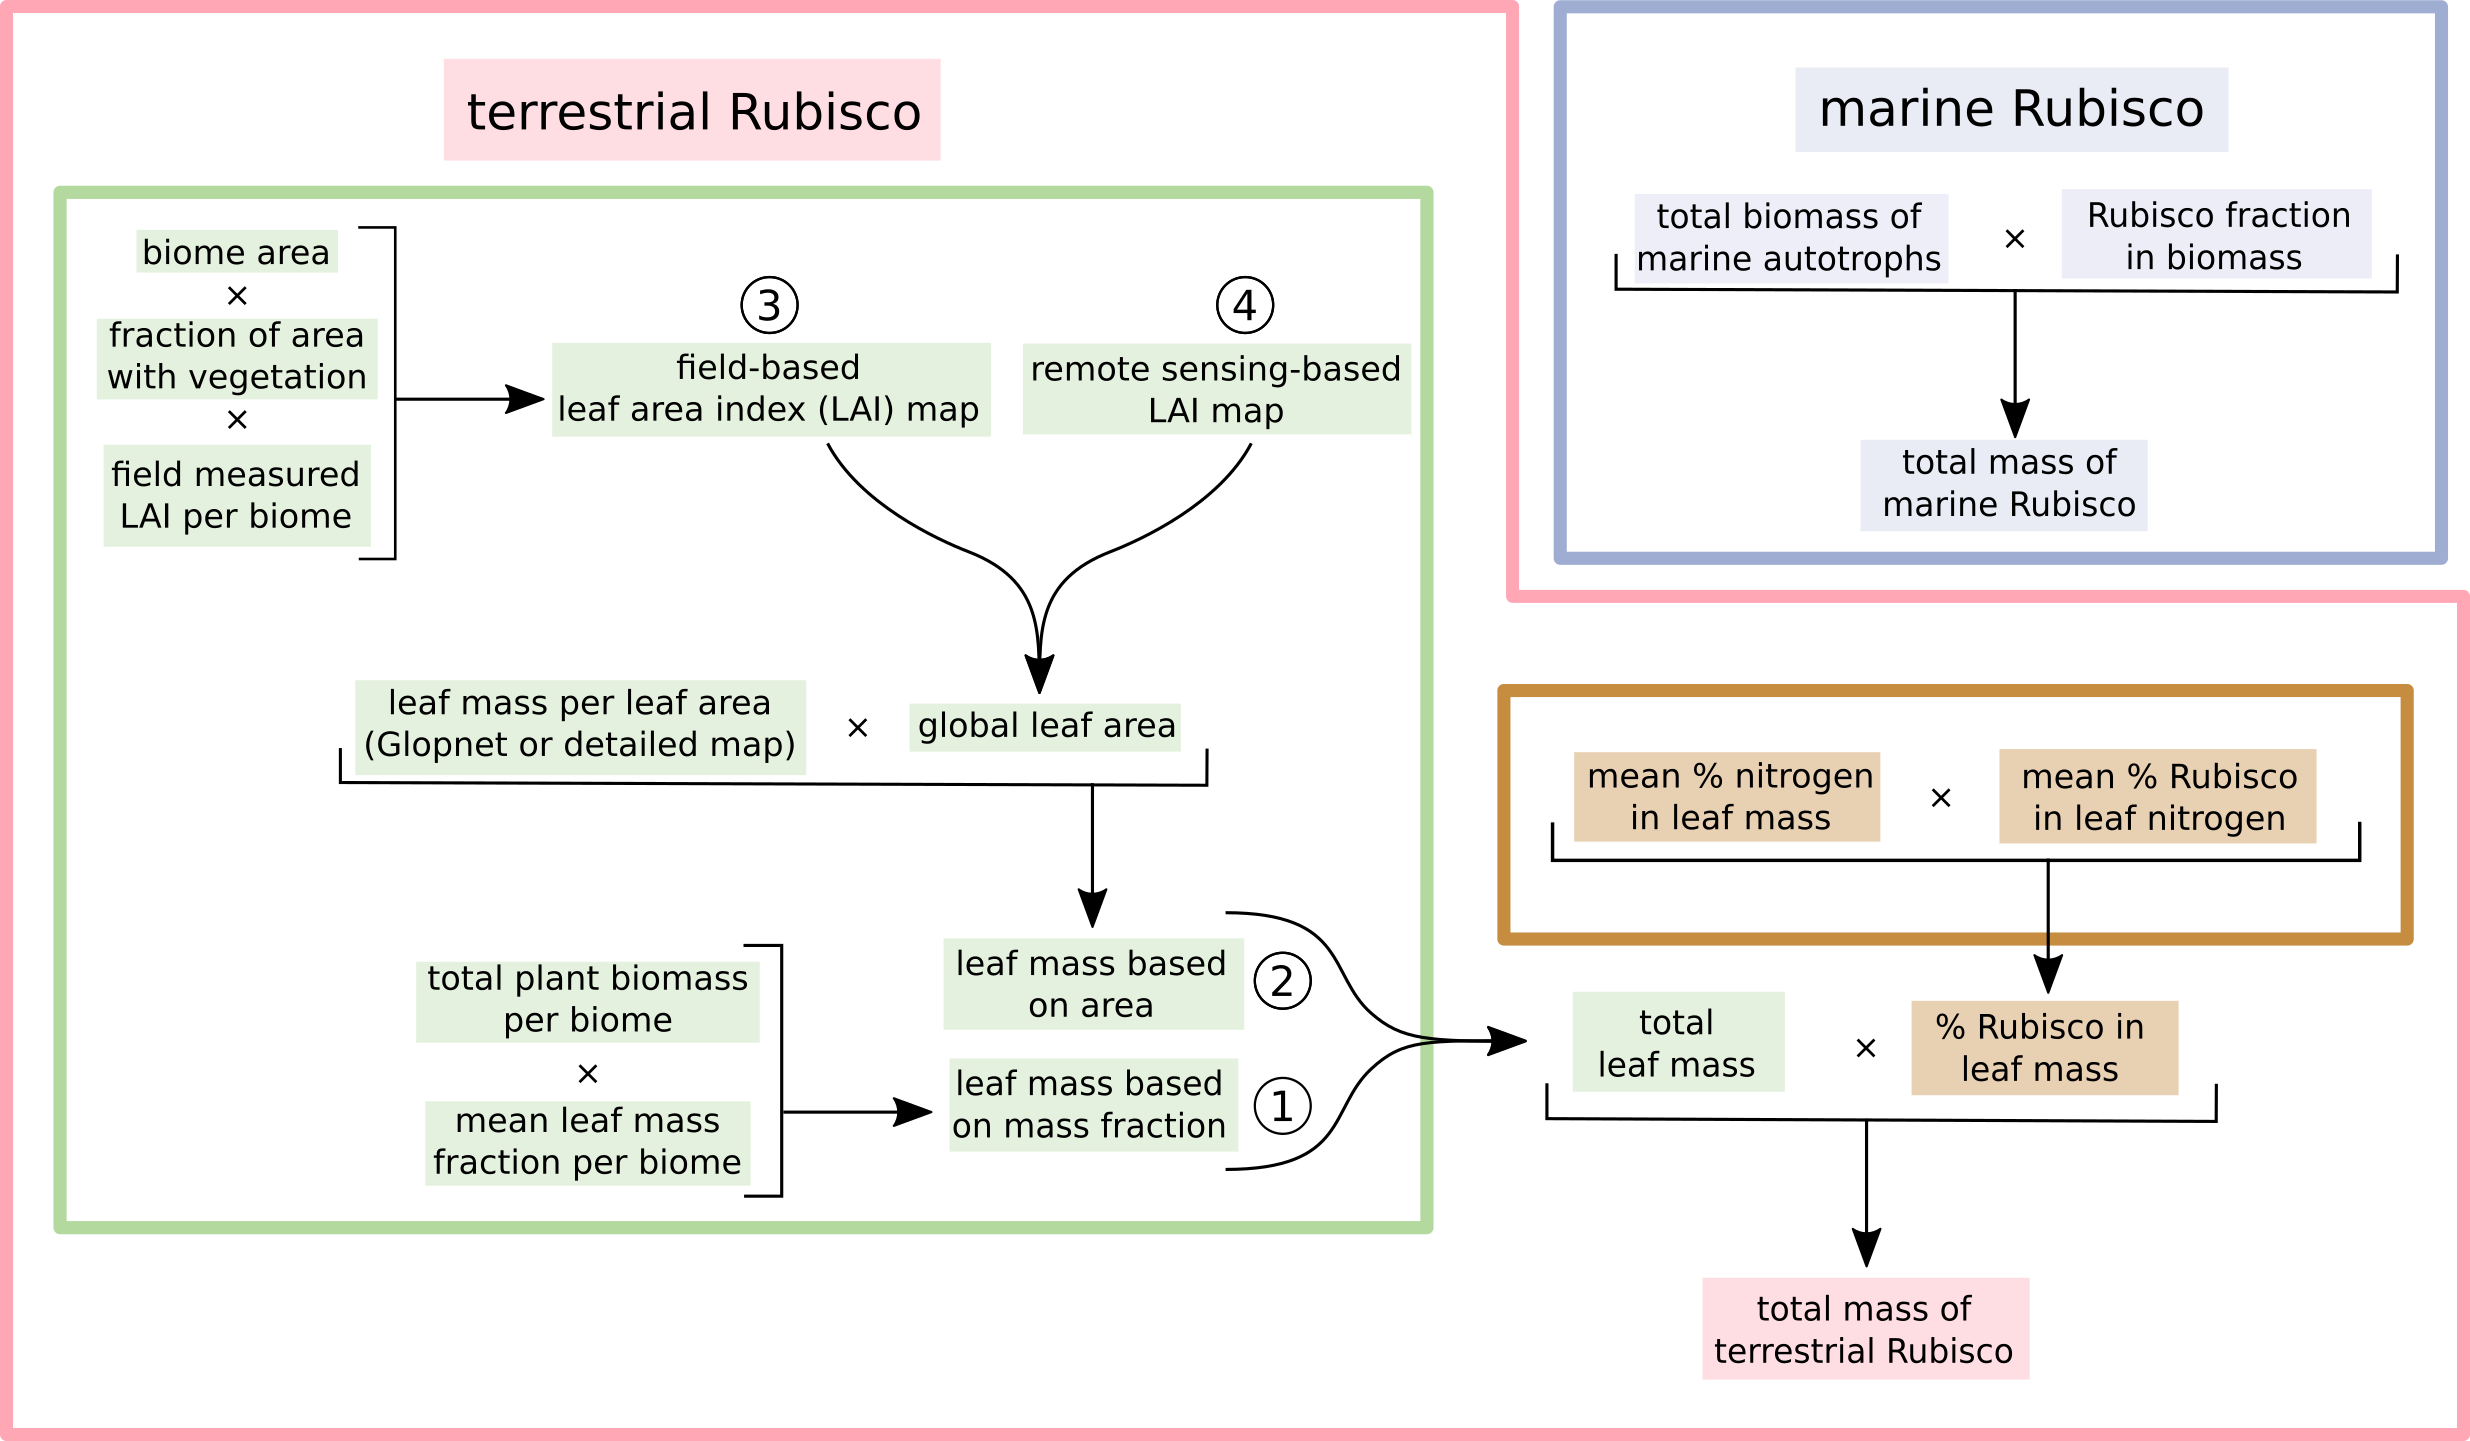 terrestrial Rubisco
biome area
×
fraction of area
with vegetation
×
field measured
LAI per biome
③
field-based
leaf area index (LAI) map
④
remote sensing-based
LAI map
leaf mass per leaf area
(Glopnet or detailed map)
×
global leaf area
total plant biomass
per biome
×
mean leaf mass
fraction per biome
leaf mass based
on area
②
leaf mass based
on mass fraction
①
marine Rubisco
total biomass of
marine autotrophs
×
Rubisco fraction
in biomass
total mass of
marine Rubisco
mean % nitrogen
in leaf mass
×
mean % Rubisco
in leaf nitrogen
total
leaf mass
×
% Rubisco in
leaf mass
total mass of
terrestrial Rubisco